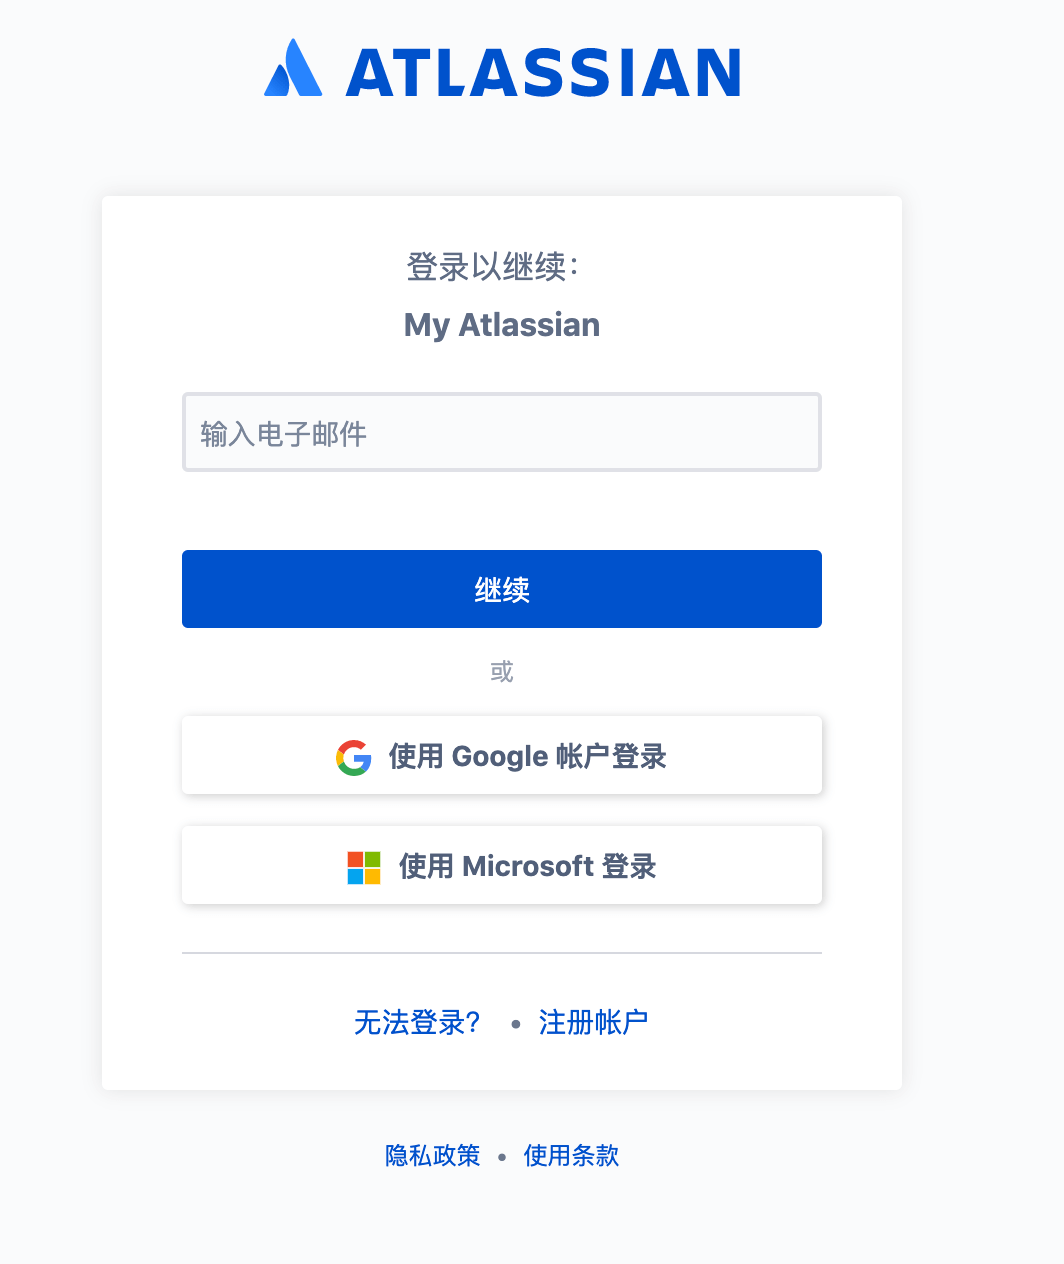 ATLASSIAN
登录以继续：
My Atlassian
输入电子邮件
继续
或
使用 Google 帐户登录
使用 Microsoft 登录
无法登录？ • 注册帐户
隐私政策 • 使用条款